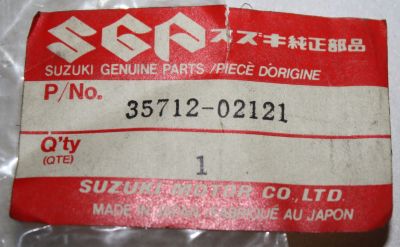 SGP スズキ純正部品
SUZUKI GENUINE PARTS/PIÈCE D'ORIGINE
P/No. 35712-02121
Q'ty
(QTE) 1
SUZUKI MOTOR CO., LTD.
MADE IN JAPAN/FABRIQUÉ AU JAPON